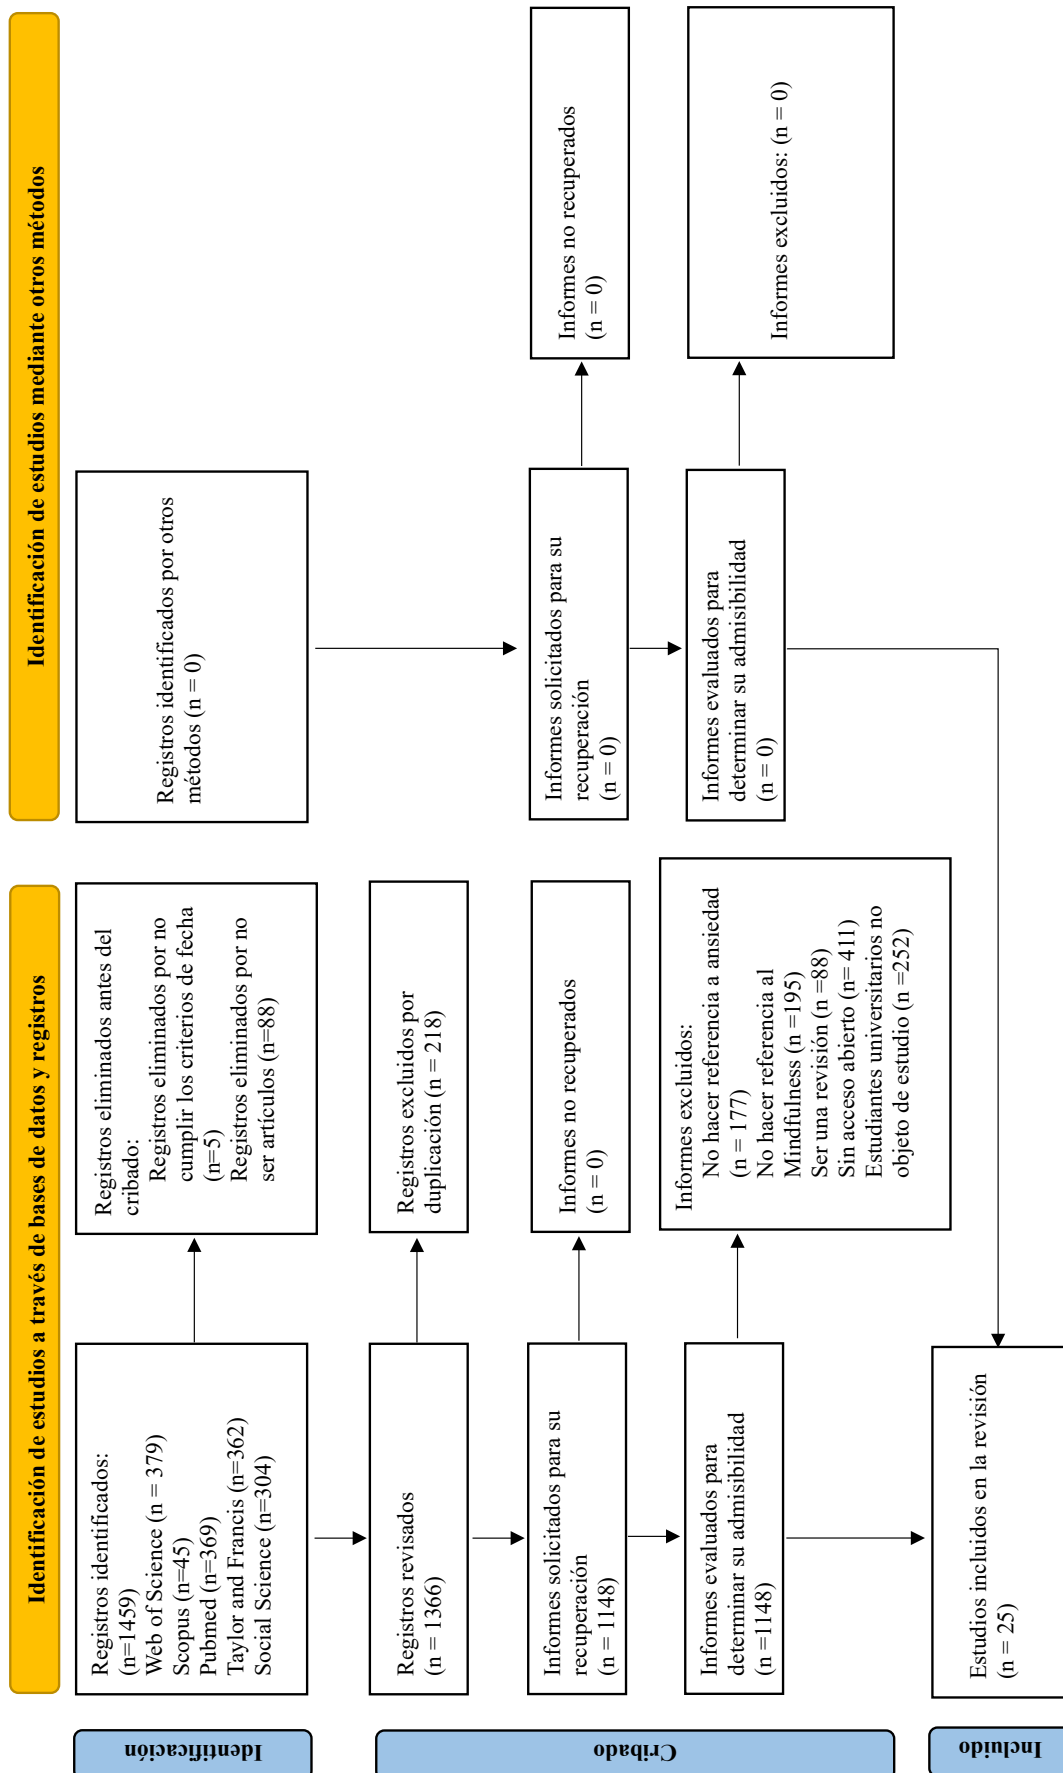 Identificación de estudios a través de bases de datos y registros
Identificación de estudios mediante otros métodos
Identificación
Registros identificados:
(n=1459)
Web of Science (n = 379)
Scopus (n=45)
Pubmed (n=369)
Taylor and Francis (n=362)
Social Science (n=304)
Registros eliminados antes del
cribado:
Registros eliminados por no
cumplir los criterios de fecha
(n=5)
Registros eliminados por no
ser artículos (n=88)
Registros identificados por otros
métodos (n = 0)
Cribado
Registros revisados
(n = 1366)
Registros excluidos por
duplicación (n = 218)
Informes solicitados para su
recuperación
(n = 1148)
Informes no recuperados
(n = 0)
Informes solicitados para su
recuperación
(n = 0)
Informes no recuperados
(n = 0)
Informes evaluados para
determinar su admisibilidad
(n =1148)
Informes excluidos:
No hacer referencia a ansiedad
(n = 177)
No hacer referencia al
Mindfulness (n =195)
Ser una revisión (n =88)
Sin acceso abierto (n= 411)
Estudiantes universitarios no
objeto de estudio (n =252)
Informes evaluados para
determinar su admisibilidad
(n = 0)
Informes excluidos: (n = 0)
Incluido
Estudios incluidos en la revisión
(n = 25)